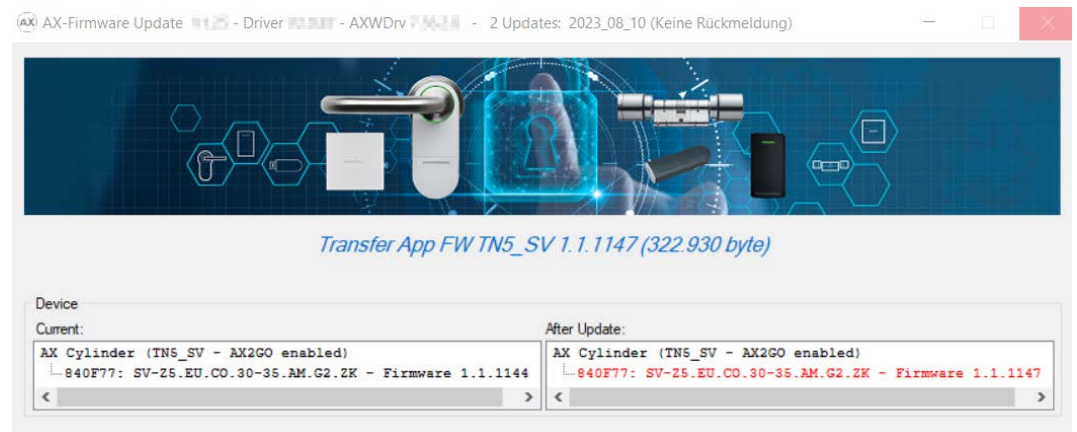 AX AX-Firmware Update - Driver - AXWDrv - 2 Updates: 2023_08_10 (Keine Rückmeldung)
Transfer App FW TN5_SV 1.1.1147 (322.930 byte)
Device
Current:
After Update:
AX Cylinder (TN5_SV - AX2GO enabled)
840F77: SV-Z5.EU.CO.30-35.AM.G2.ZK - Firmware 1.1.1144
AX Cylinder (TN5_SV - AX2GO enabled)
840F77: SV-Z5.EU.CO.30-35.AM.G2.ZK - Firmware 1.1.1147